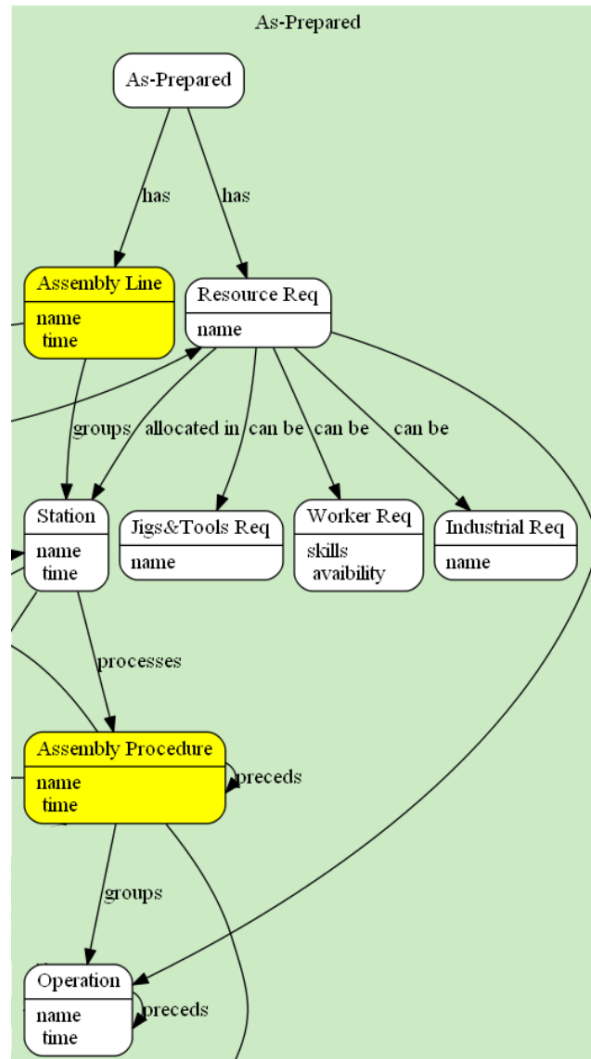 As-Prepared
As-Prepared
has
has
Assembly Line
name
time
Resource Req
name
groups
allocated in
can be
can be
can be
Station
name
time
Jigs&Tools Req
name
Worker Req
skills
avaibility
Industrial Req
name
processes
Assembly Procedure
name
time
preceds
groups
Operation
name
time
preceds